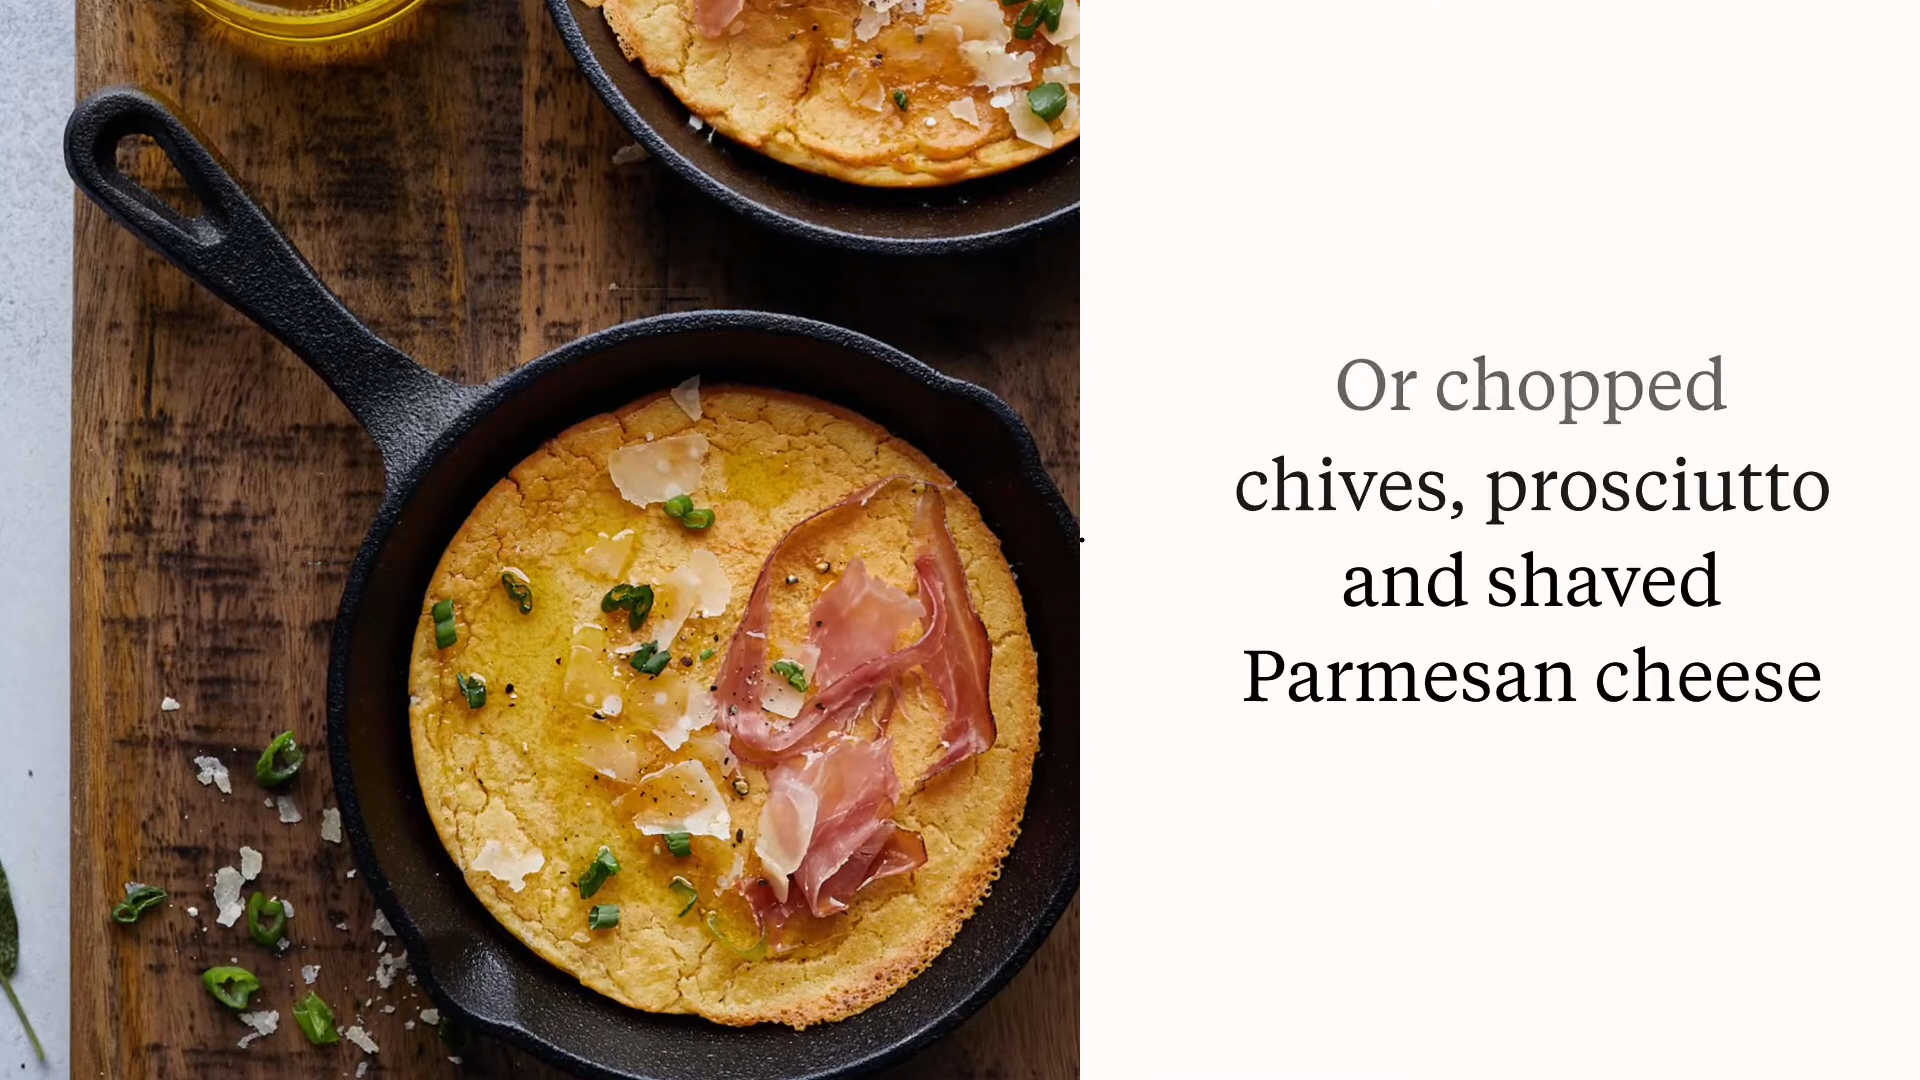 Or chopped
chives, prosciutto
and shaved
Parmesan cheese